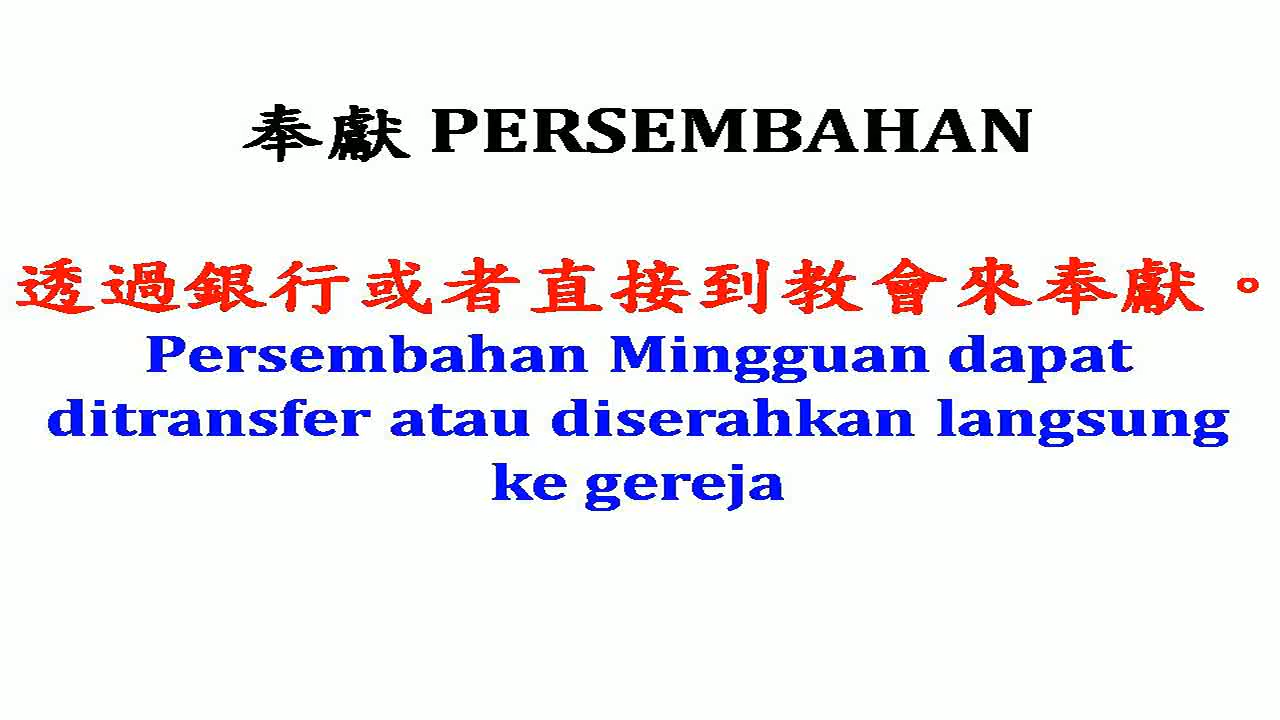 奉獻 PERSEMBAHAN
透過銀行或者直接到教會來奉獻。
Persembahan Mingguan dapat
ditransfer atau diserahkan langsung
ke gereja